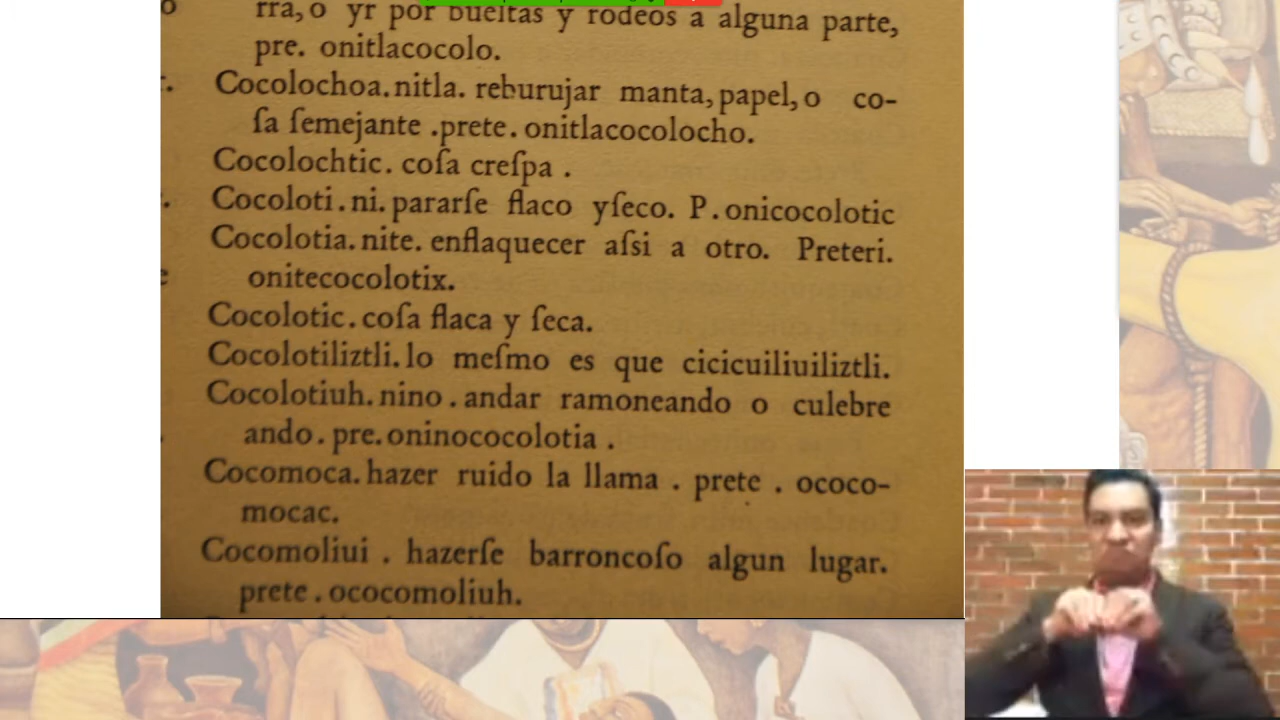 rra, o yr por bueltas y rodeos a alguna parte,
pre. onitlacocolo.
Cocolochoa. nitla. reburujar manta, papel, o co-
ſa ſemejante .prete. onitlacocolocho.
Cocolochtic. coſa creſpa .
Cocoloti. ni. pararſe flaco yſeco. P. onicocolotic
Cocolotia. nite. enflaquecer aſsi a otro. Preteri.
onitecocolotix.
Cocolotic. coſa flaca y ſeca.
Cocolotiliztli. lo meſmo es que cicicuiliuiliztli.
Cocolotiuh. nino . andar ramoneando o culebre
ando. pre. oninococolotia .
Cocomoca. hazer ruido la llama . prete . ococo-
mocac.
Cocomoliui . hazerſe barroncoſo algun lugar.
prete . ococomoliuh.